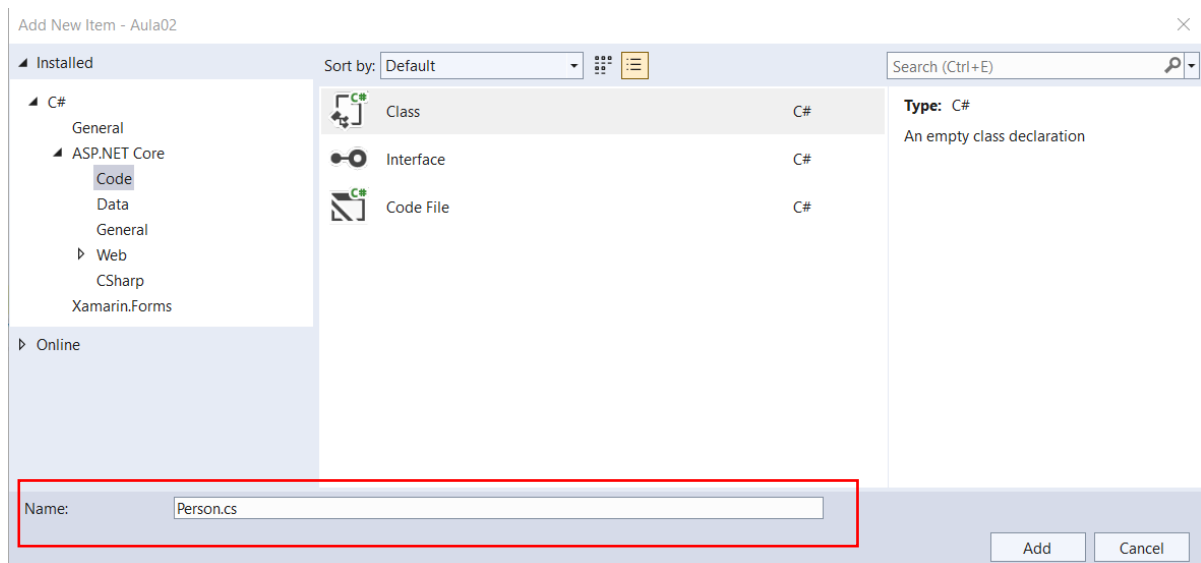 Add New Item - Aula02
Installed
Sort by: Default
Search (Ctrl+E)
C#
General
ASP.NET Core
Code
Data
General
Web
CSharp
Xamarin.Forms
Online
C#
Class C#
Interface C#
C#
Code File C#
Type: C#
An empty class declaration
Name: Person.cs
Add Cancel